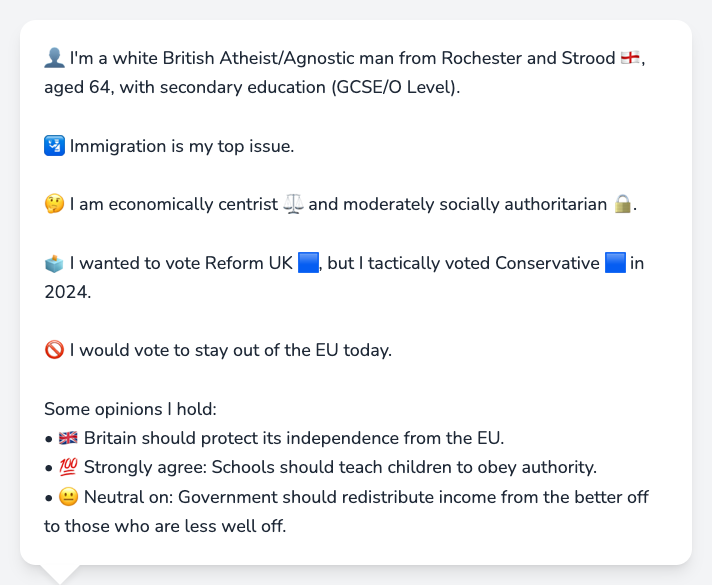 👤 I'm a white British Atheist/Agnostic man from Rochester and Strood 🏴󠁧󠁢󠁥󠁮󠁧󠁿,
aged 64, with secondary education (GCSE/O Level).
🛂 Immigration is my top issue.
🤔 I am economically centrist ⚖️ and moderately socially authoritarian 🔒.
🗳️ I wanted to vote Reform UK 🟦, but I tactically voted Conservative 🟦 in
2024.
🚫 I would vote to stay out of the EU today.
Some opinions I hold:
• 🇬🇧 Britain should protect its independence from the EU.
• 💯 Strongly agree: Schools should teach children to obey authority.
• 😐 Neutral on: Government should redistribute income from the better off
to those who are less well off.